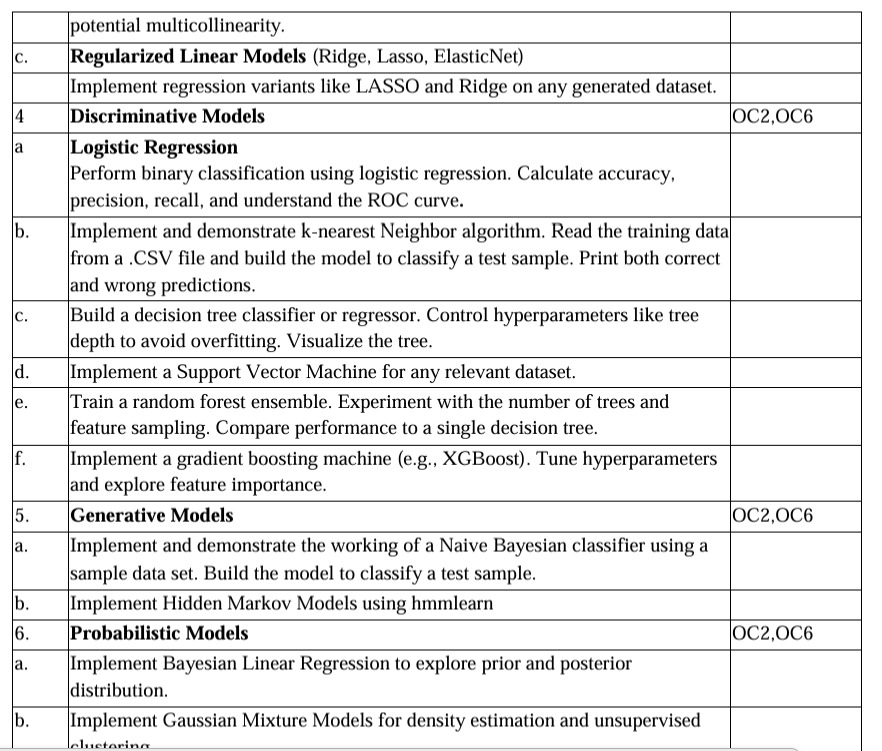 potential multicollinearity.
c. Regularized Linear Models (Ridge, Lasso, ElasticNet)
Implement regression variants like LASSO and Ridge on any generated dataset.
4 Discriminative Models OC2,OC6
a Logistic Regression
Perform binary classification using logistic regression. Calculate accuracy,
precision, recall, and understand the ROC curve.
b. Implement and demonstrate k-nearest Neighbor algorithm. Read the training data
from a .CSV file and build the model to classify a test sample. Print both correct
and wrong predictions.
c. Build a decision tree classifier or regressor. Control hyperparameters like tree
depth to avoid overfitting. Visualize the tree.
d. Implement a Support Vector Machine for any relevant dataset.
e. Train a random forest ensemble. Experiment with the number of trees and
feature sampling. Compare performance to a single decision tree.
f. Implement a gradient boosting machine (e.g., XGBoost). Tune hyperparameters
and explore feature importance.
5. Generative Models OC2,OC6
a. Implement and demonstrate the working of a Naive Bayesian classifier using a
sample data set. Build the model to classify a test sample.
b. Implement Hidden Markov Models using hmmlearn
6. Probabilistic Models OC2,OC6
a. Implement Bayesian Linear Regression to explore prior and posterior
distribution.
b. Implement Gaussian Mixture Models for density estimation and unsupervised
clustering